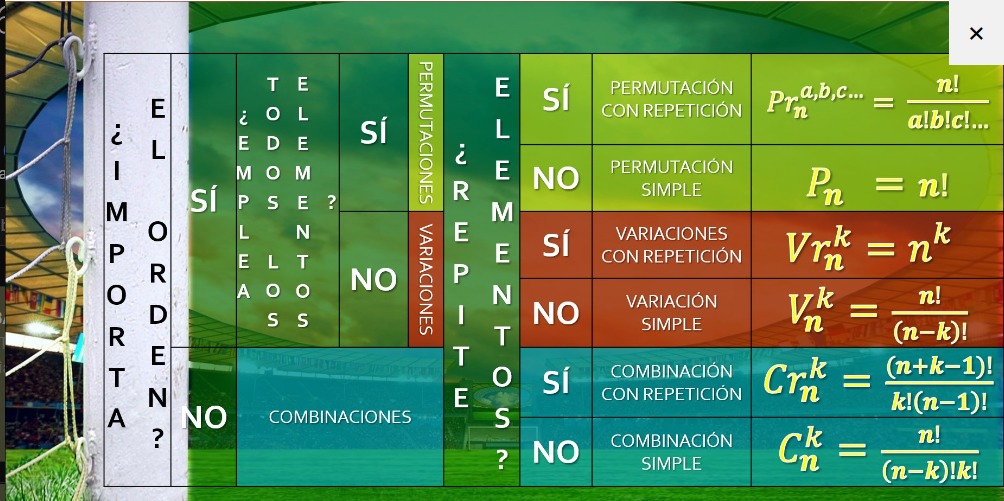 ×
¿IMPORTA
EL ORDEN?
SÍ
¿EMPLEA
TODOS LOS
ELEMENTOS
?
SÍ
PERMUTACIONES
NO
VARIACIONES
NO
COMBINACIONES
¿REPITE
ELEMENTOS?
SÍ
PERMUTACIÓN
CON REPETICIÓN
Pr_n^{a,b,c...} = n! / a!b!c!...
NO
PERMUTACIÓN
SIMPLE
P_n = n!
SÍ
VARIACIONES
CON REPETICIÓN
Vr_n^k = n^k
NO
VARIACIÓN
SIMPLE
V_n^k = n! / (n−k)!
SÍ
COMBINACIÓN
CON REPETICIÓN
Cr_n^k = (n+k−1)! / k!(n−1)!
NO
COMBINACIÓN
SIMPLE
C_n^k = n! / (n−k)!k!